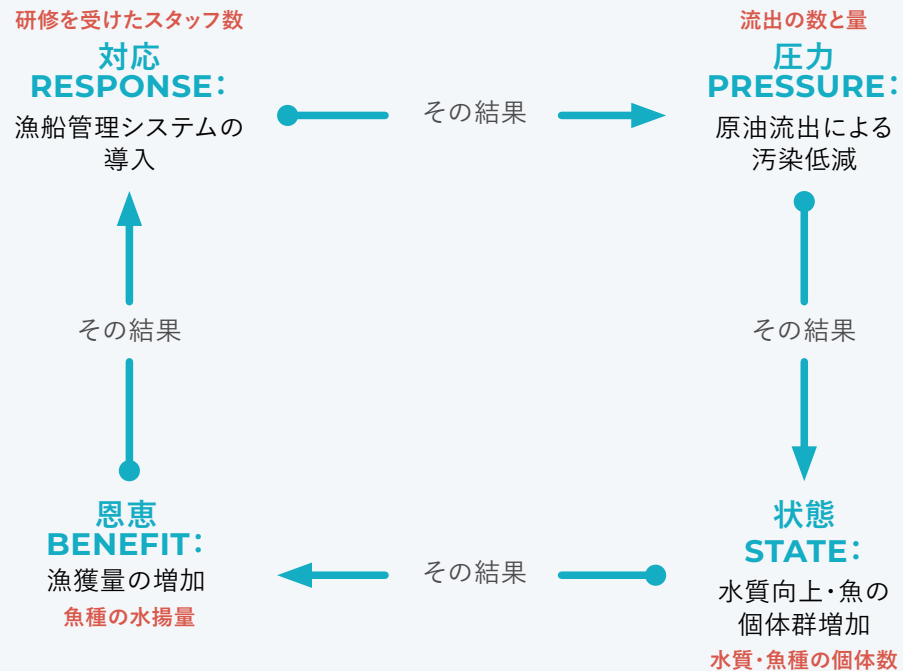 研修を受けたスタッフ数
対応
RESPONSE：
漁船管理システムの
導入
その結果
流出の数と量
圧力
PRESSURE：
原油流出による
汚染低減
その結果
状態
STATE：
水質向上・魚の
個体群増加
水質・魚種の個体数
その結果
恩恵
BENEFIT：
漁獲量の増加
魚種の水揚量
その結果